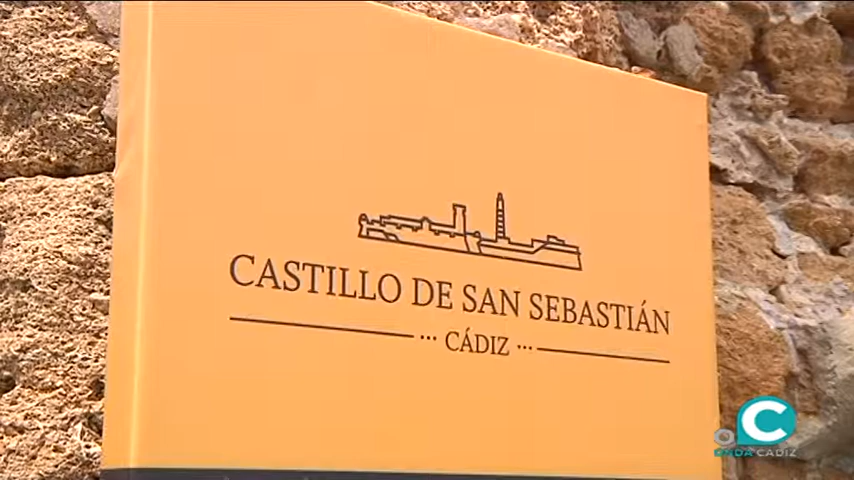 CASTILLO DE SAN SEBASTIÁN
··· CÁDIZ ···
C
ONDA CÁDIZ